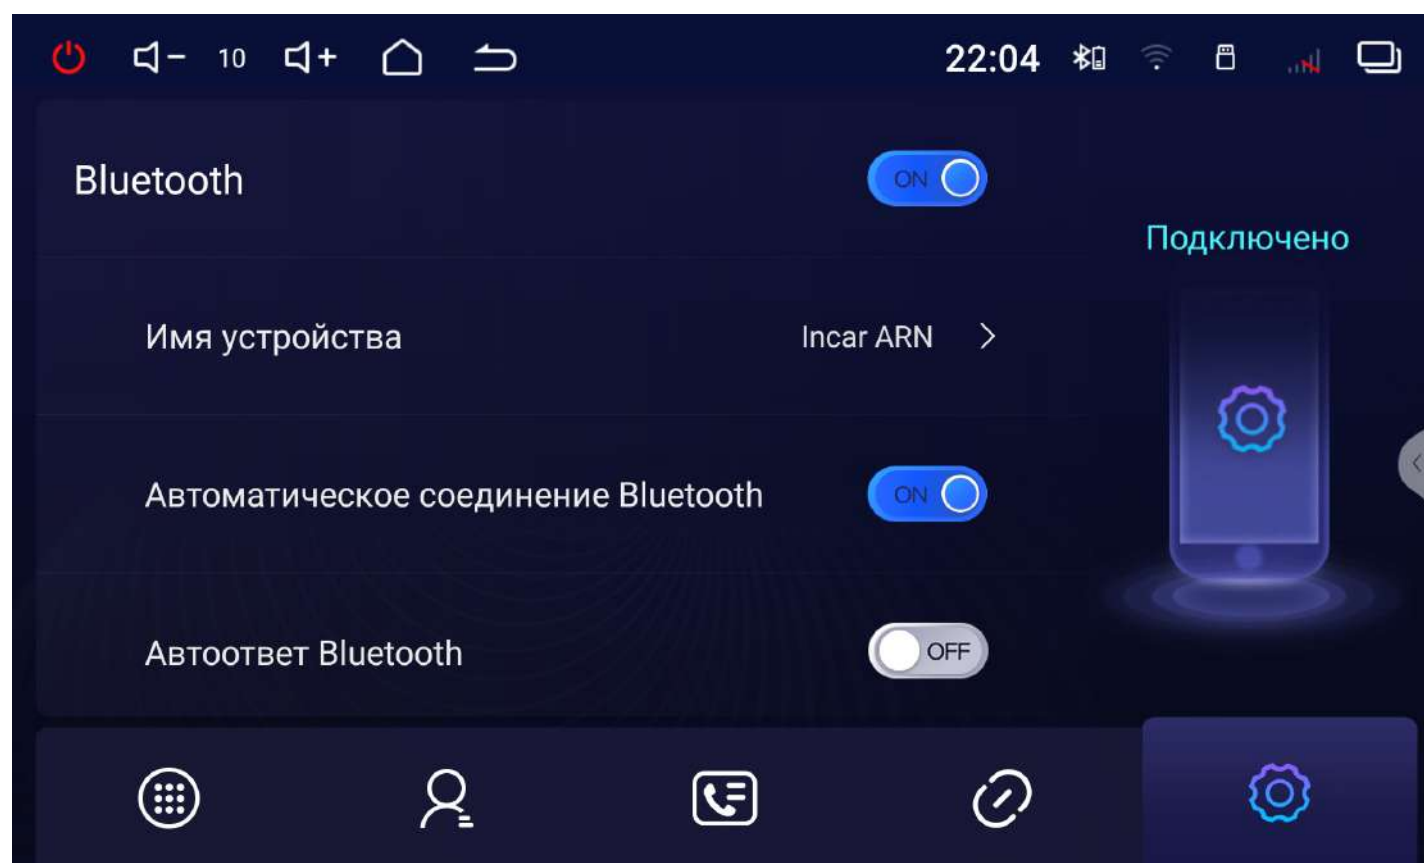 10
22:04
Bluetooth
ON
Подключено
Имя устройства
Incar ARN
Автоматическое соединение Bluetooth
ON
Автоответ Bluetooth
OFF